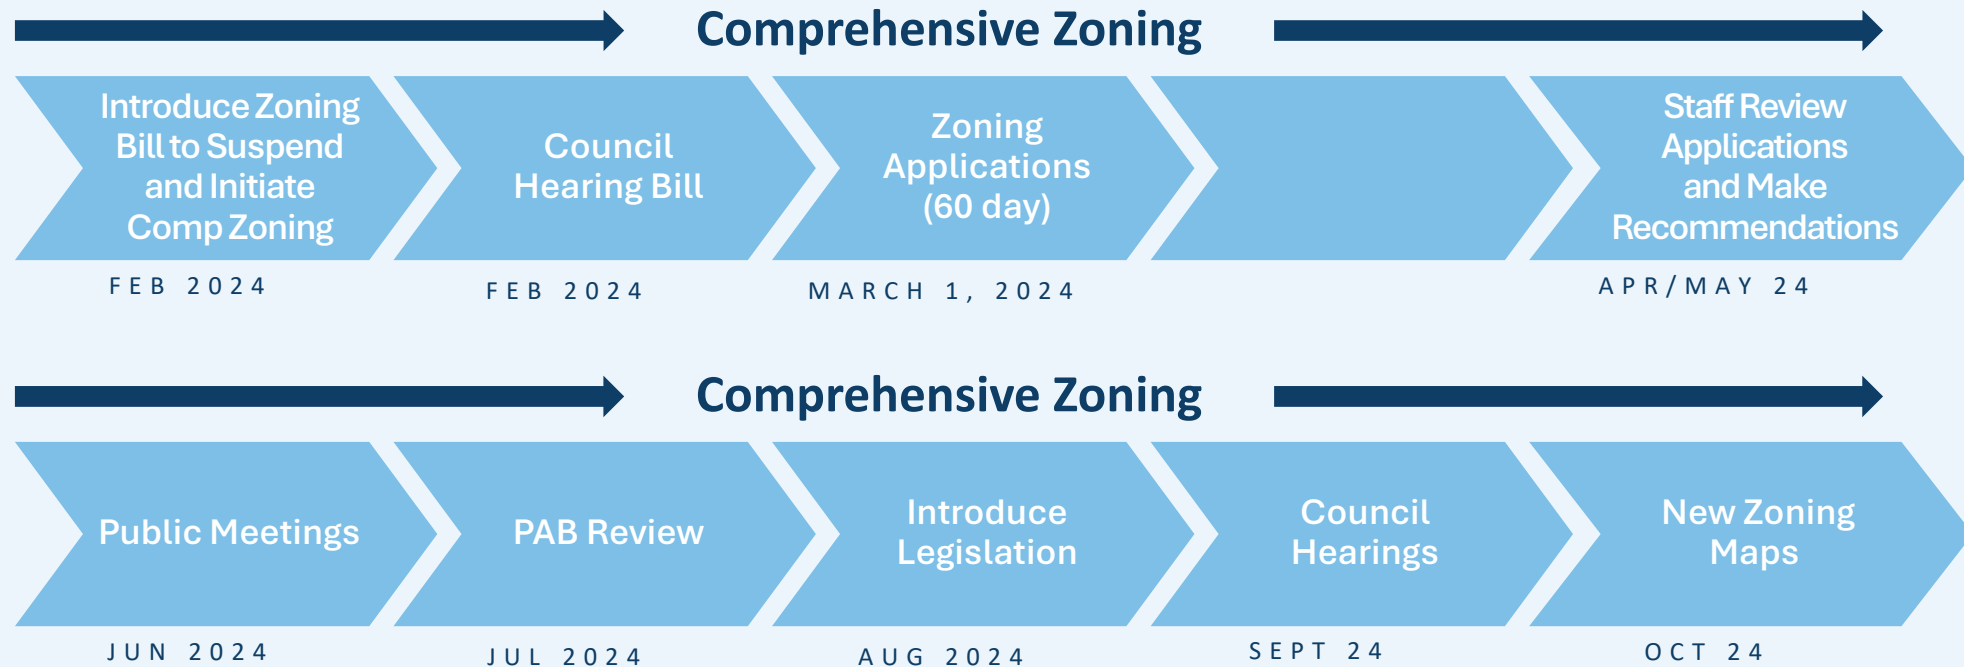 Comprehensive Zoning
Introduce Zoning
Bill to Suspend
and Initiate
Comp Zoning
FEB 2024
Council
Hearing Bill
FEB 2024
Zoning
Applications
(60 day)
MARCH 1, 2024
Staff Review
Applications
and Make
Recommendations
APR/MAY 24
Comprehensive Zoning
Public Meetings
JUN 2024
PAB Review
JUL 2024
Introduce
Legislation
AUG 2024
Council
Hearings
SEPT 24
New Zoning
Maps
OCT 24